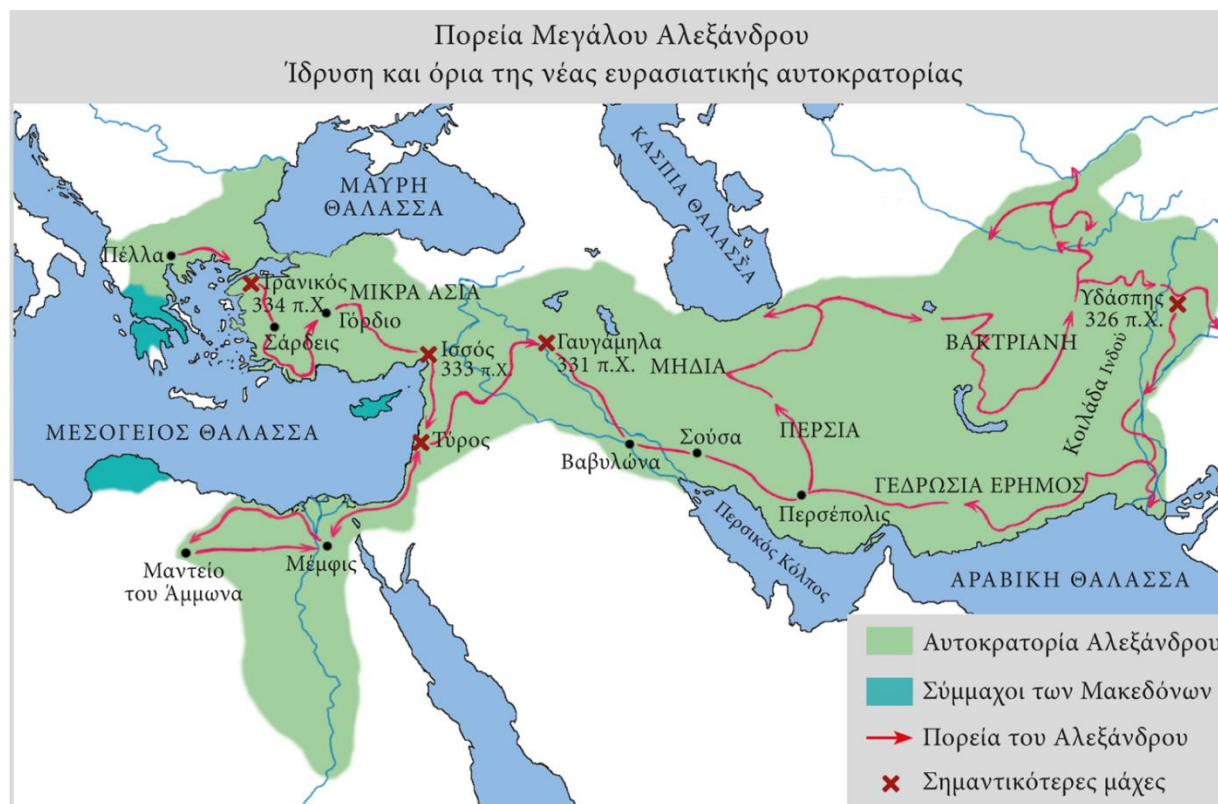 Πορεία Μεγάλου Αλεξάνδρου
Ίδρυση και όρια της νέας ευρασιατικής αυτοκρατορίας
ΜΑΥΡΗ
ΘΑΛΑΣΣΑ
ΚΑΣΠΙΑ ΘΑΛΑΣΣΑ
Πέλλα
Γρανικός
334 π.Χ.
ΜΙΚΡΑ ΑΣΙΑ
Γόρδιο
Σάρδεις
Ισσός
333 π.Χ.
Γαυγάμηλα
331 π.Χ.
ΜΗΔΙΑ
ΒΑΚΤΡΙΑΝΗ
Υδάσπης
326 π.Χ.
Κοιλάδα Ινδού
ΜΕΣΟΓΕΙΟΣ ΘΑΛΑΣΣΑ
Τύρος
Βαβυλώνα
Σούσα
ΠΕΡΣΙΑ
ΓΕΔΡΩΣΙΑ ΕΡΗΜΟΣ
Περσέπολις
Περσικός Κόλπος
Μαντείο
του Άμμωνα
Μέμφις
ΑΡΑΒΙΚΗ ΘΑΛΑΣΣΑ
Αυτοκρατορία Αλεξάνδρου
Σύμμαχοι των Μακεδόνων
Πορεία του Αλεξάνδρου
Σημαντικότερες μάχες